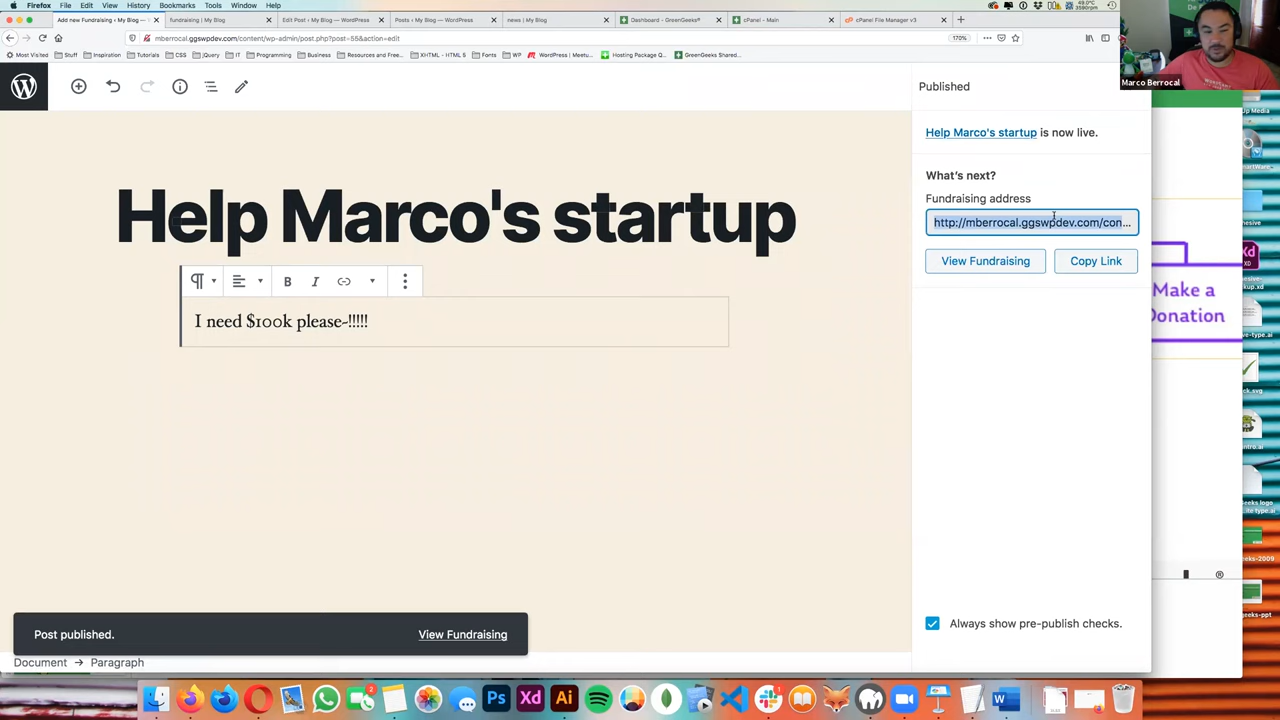 Firefox File Edit View History Bookmarks Tools Window Help
Add new Fundraising ‹ My Blog —
fundraising | My Blog
Edit Post ‹ My Blog — WordPress
Posts ‹ My Blog — WordPress
news | My Blog
Dashboard - GreenGeeks®
cPanel - Main
cPanel File Manager v3
mberrocal.ggswpdev.com/content/wp-admin/post.php?post=55&action=edit
170%
Most Visited Stuff Inspiration Tutorials CSS jQuery IT Programming Business Resources and Free... XHTML - HTML 5 Fonts WP WordPress | Meetu... Hosting Package Q... GreenGeeks Shared...
Marco Berrocal
Published
Help Marco's startup is now live.
What's next?
Fundraising address
http://mberrocal.ggswpdev.com/con...
View Fundraising
Copy Link
Help Marco's startup
B I
I need $100k please-!!!!!
Make a
Donation
Always show pre-publish checks.
Post published.
View Fundraising
Document → Paragraph
Ps Xd Ai